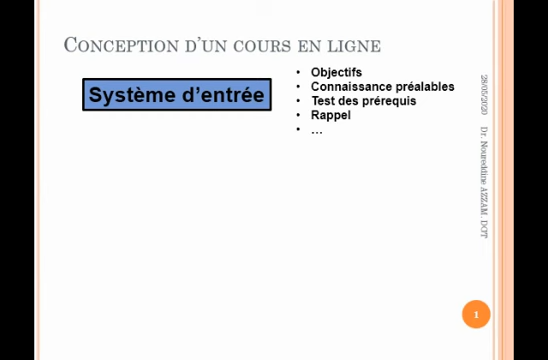 CONCEPTION D'UN COURS EN LIGNE
Système d'entrée
• Objectifs
• Connaissance préalables
• Test des prérequis
• Rappel
• ...
28/05/2020
Dr. Noureddine AZZAM. DOT
1